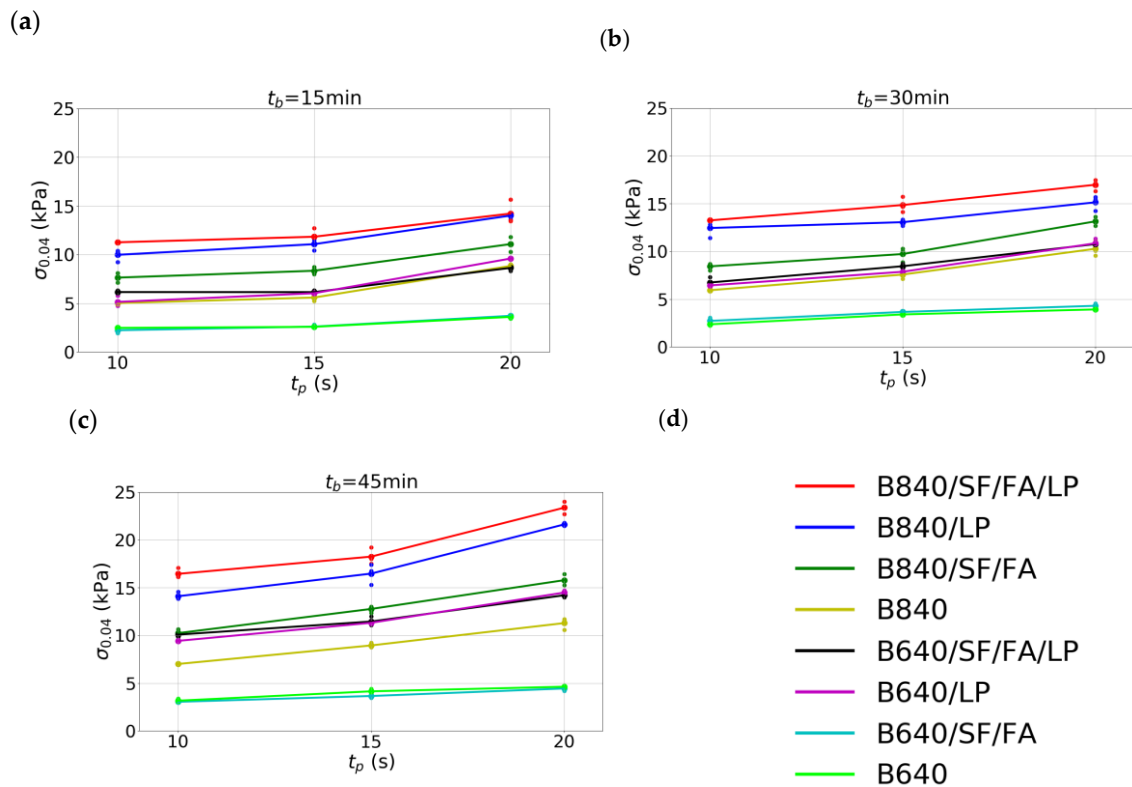 (a)
t_b=15min
25
20
15
10
5
0
σ_0.04 (kPa)
10 15 20
t_p (s)
(b)
t_b=30min
25
20
15
10
5
0
σ_0.04 (kPa)
10 15 20
t_p (s)
(c)
t_b=45min
25
20
15
10
5
0
σ_0.04 (kPa)
10 15 20
t_p (s)
(d)
B840/SF/FA/LP
B840/LP
B840/SF/FA
B840
B640/SF/FA/LP
B640/LP
B640/SF/FA
B640